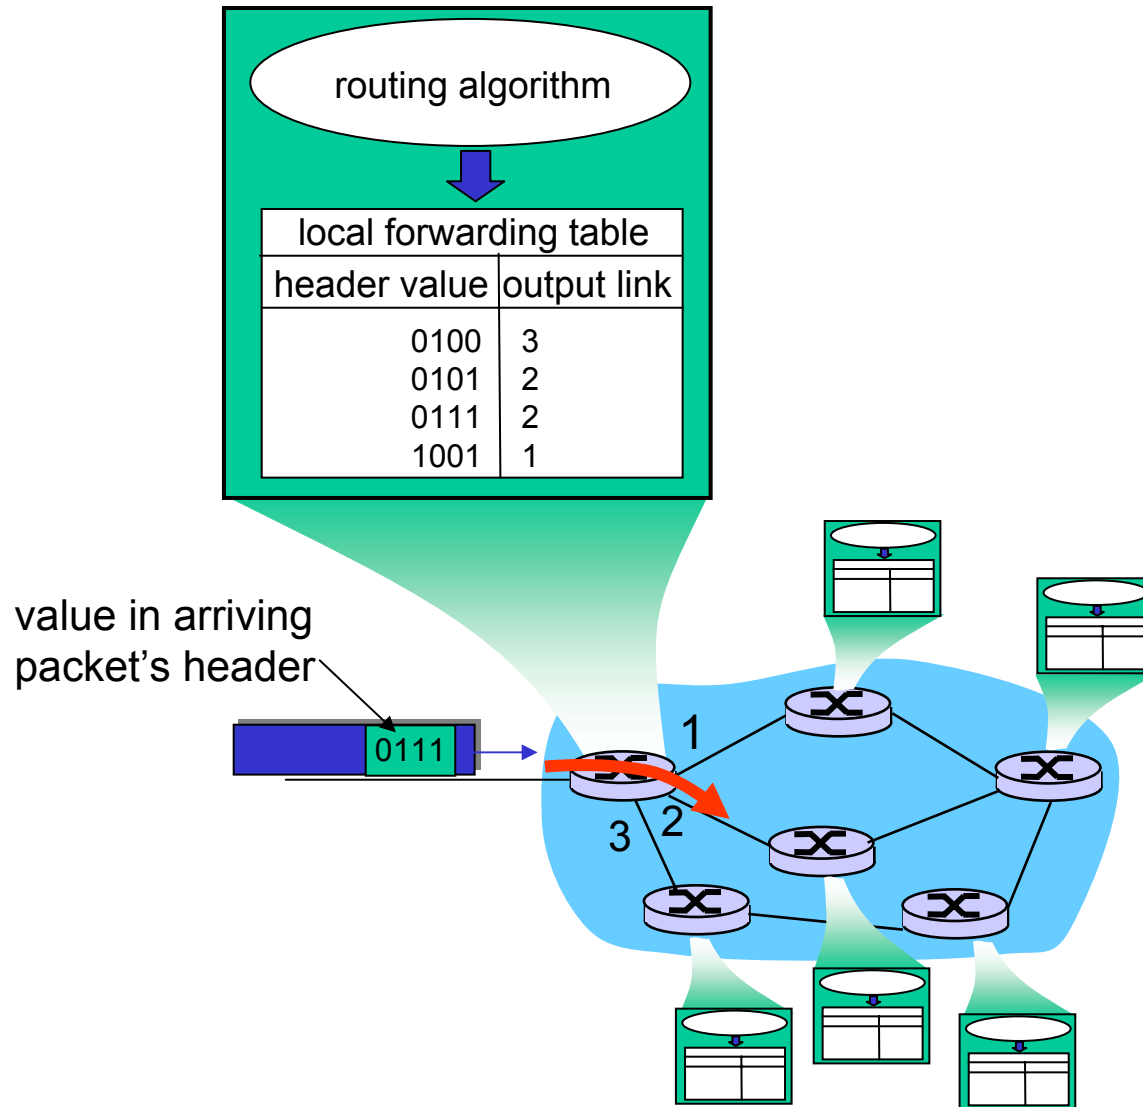 routing algorithm
local forwarding table
header value output link
0100 3
0101 2
0111 2
1001 1
value in arriving
packet’s header
0111
1
2
3